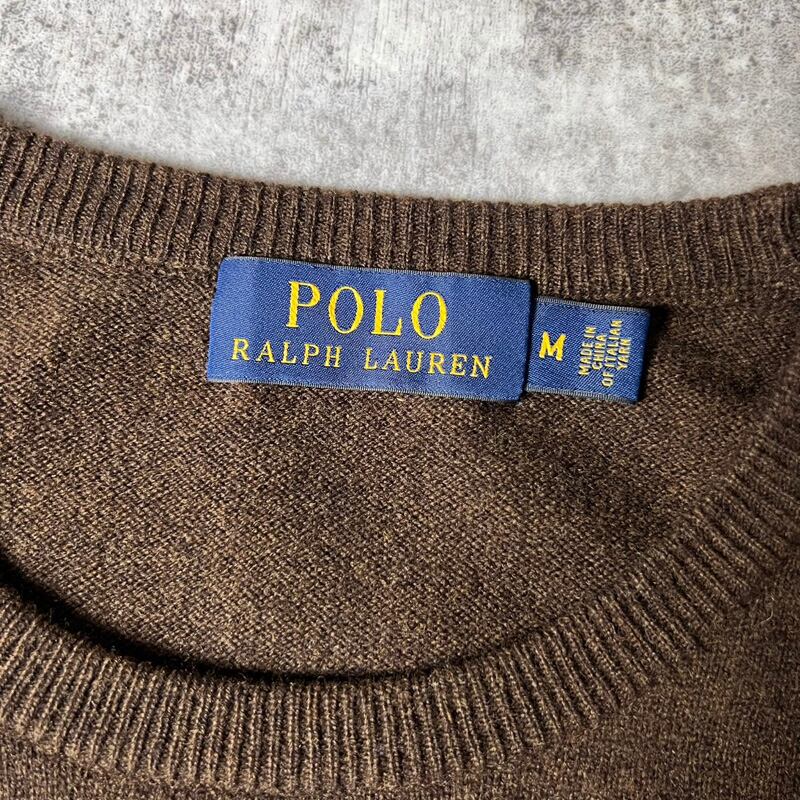 POLO
RALPH LAUREN
M
MADE IN
CHINA
OF ITALIAN
YARN